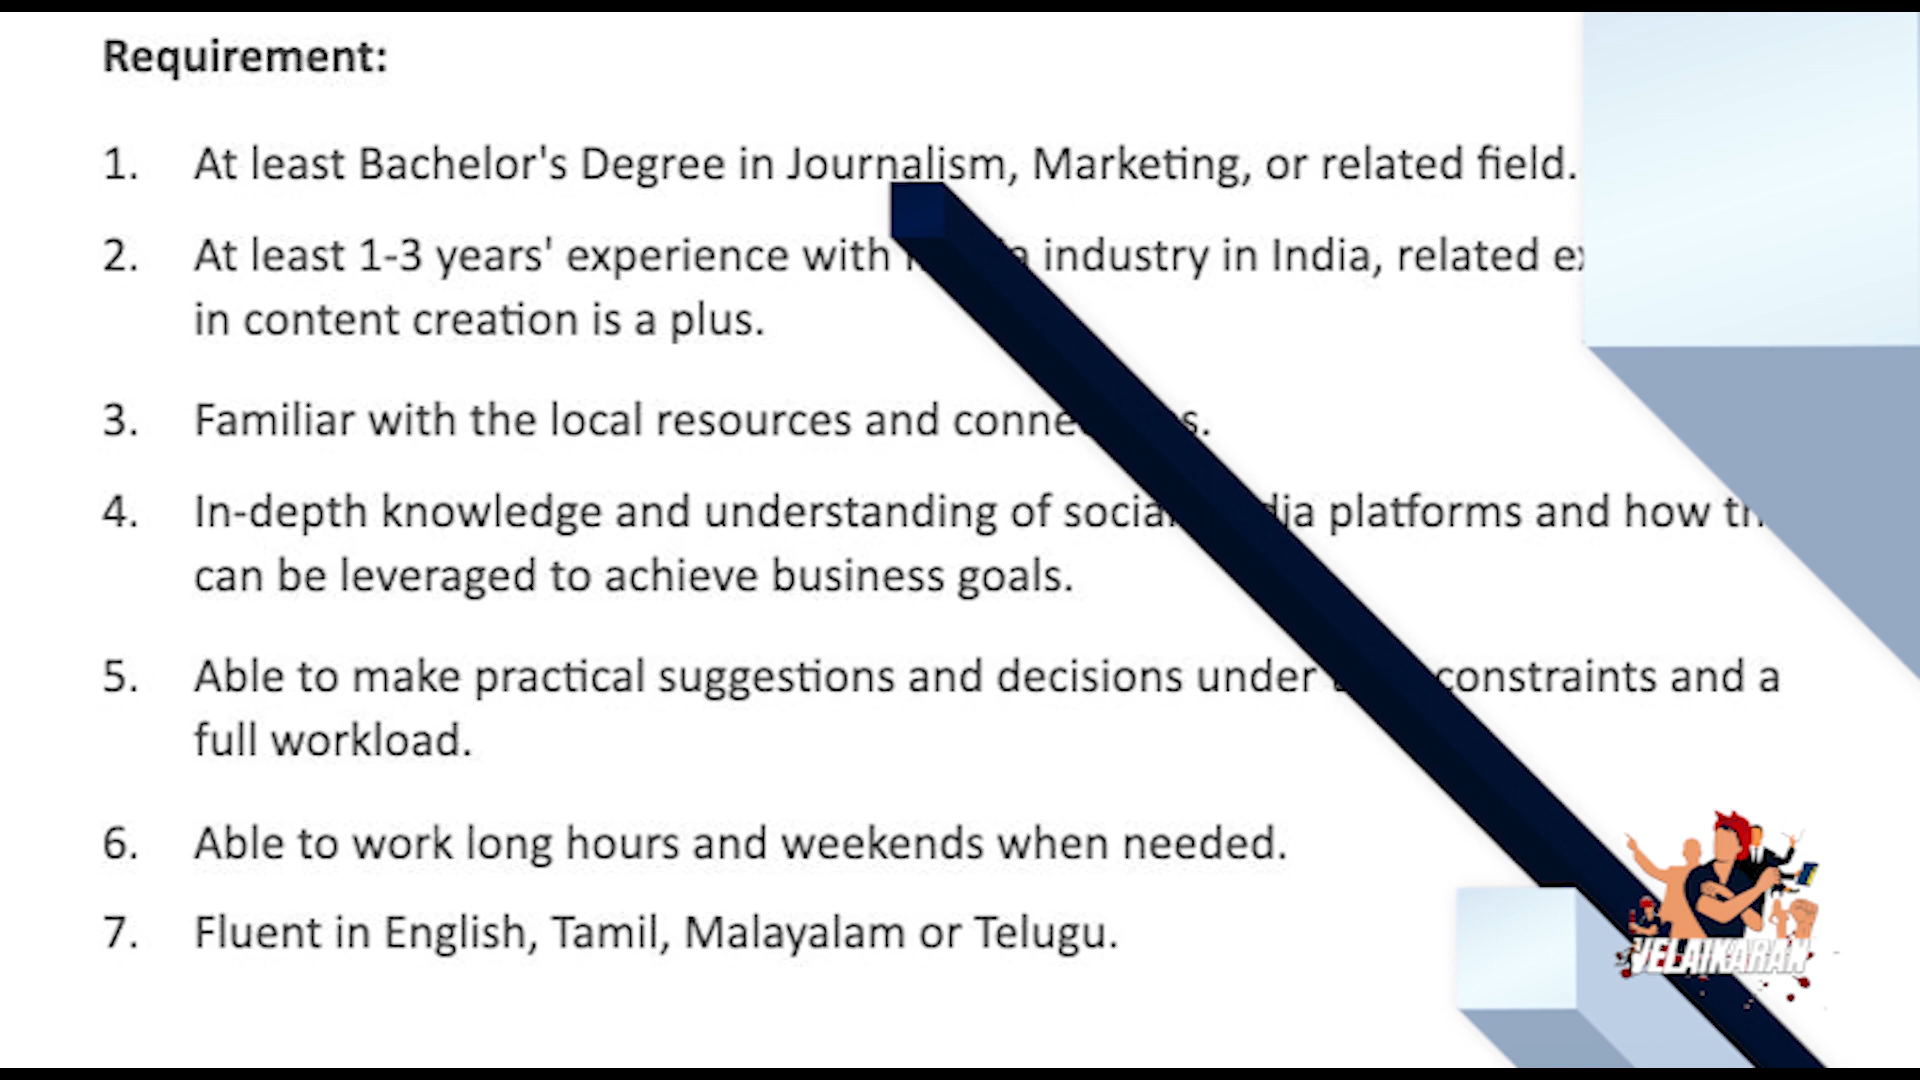 Requirement:
1. At least Bachelor's Degree in Journalism, Marketing, or related field.
2. At least 1-3 years' experience with industry in India, related
in content creation is a plus.
3. Familiar with the local resources and
4. In-depth knowledge and understanding of social platforms and how
can be leveraged to achieve business goals.
5. Able to make practical suggestions and decisions under constraints and a
full workload.
6. Able to work long hours and weekends when needed.
7. Fluent in English, Tamil, Malayalam or Telugu.
VELAIKARAN